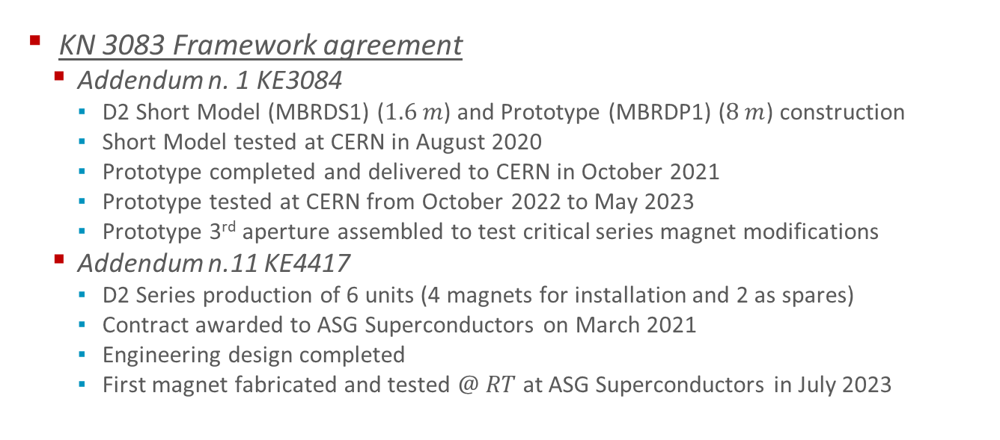 KN 3083 Framework agreement
Addendum n. 1 KE3084
D2 Short Model (MBRDS1) (1.6 m) and Prototype (MBRDP1) (8 m) construction
Short Model tested at CERN in August 2020
Prototype completed and delivered to CERN in October 2021
Prototype tested at CERN from October 2022 to May 2023
Prototype 3rd aperture assembled to test critical series magnet modifications
Addendum n.11 KE4417
D2 Series production of 6 units (4 magnets for installation and 2 as spares)
Contract awarded to ASG Superconductors on March 2021
Engineering design completed
First magnet fabricated and tested @ RT at ASG Superconductors in July 2023